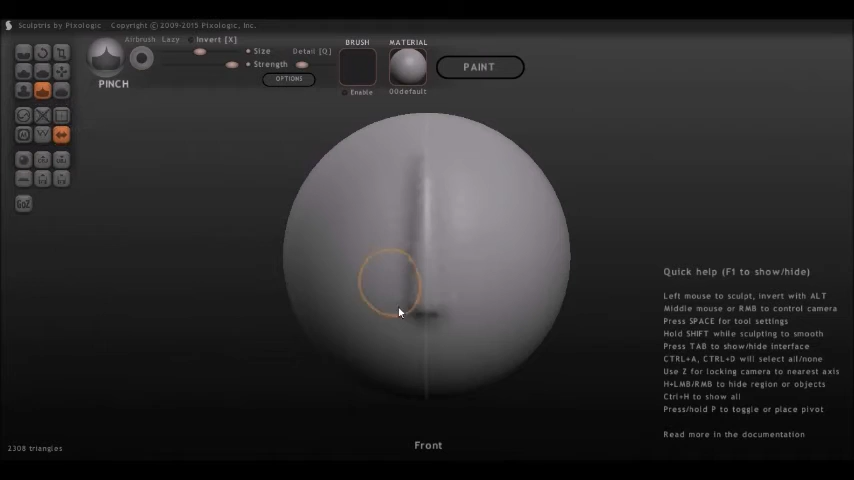 Sculptris by Pixologic Copyright © 2009-2015 Pixologic, Inc.
Airbrush Lazy Invert [X]
Size Detail [Q]
Strength
OPTIONS
PINCH
BRUSH
Enable
MATERIAL
00default
PAINT
GoZ
Quick help (F1 to show/hide)
Left mouse to sculpt, invert with ALT
Middle mouse or RMB to control camera
Press SPACE for tool settings
Hold SHIFT while sculpting to smooth
Press TAB to show/hide interface
CTRL+A, CTRL+D will select all/none
Use Z for locking camera to nearest axis
H+LMB/RMB to hide region or objects
Ctrl+H to show all
Press/hold P to toggle or place pivot
Read more in the documentation
Front
2308 triangles